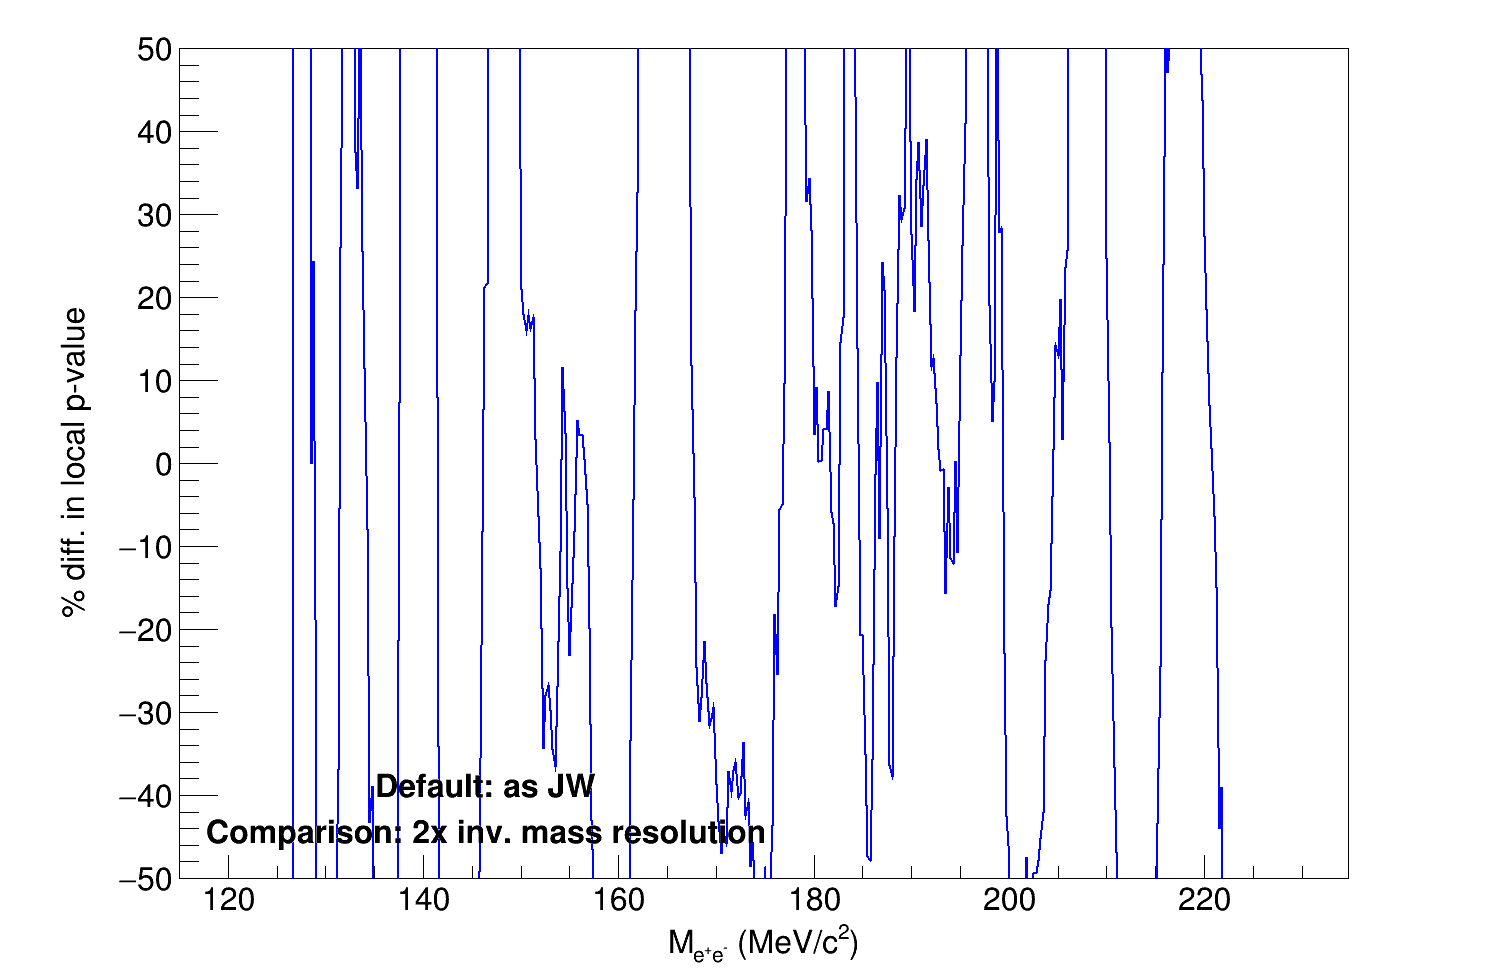 50
40
30
20
10
0
−10
−20
−30
−40
−50
% diff. in local p-value
Default: as JW
Comparison: 2x inv. mass resolution
120 140 160 180 200 220
M_{e⁺e⁻} (MeV/c²)